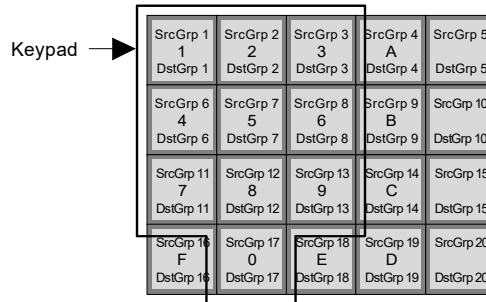 Keypad
SrcGrp 1 SrcGrp 2 SrcGrp 3 SrcGrp 4 SrcGrp 5
1 2 3 A
DstGrp 1 DstGrp 2 DstGrp 3 DstGrp 4 DstGrp 5
SrcGrp 6 SrcGrp 7 SrcGrp 8 SrcGrp 9 SrcGrp 10
4 5 6 B
DstGrp 6 DstGrp 7 DstGrp 8 DstGrp 9 DstGrp 10
SrcGrp 11 SrcGrp 12 SrcGrp 13 SrcGrp 14 SrcGrp 15
7 8 9 C
DstGrp 11 DstGrp 12 DstGrp 13 DstGrp 14 DstGrp 15
SrcGrp 16 SrcGrp 17 SrcGrp 18 SrcGrp 19 SrcGrp 20
F 0 E D
DstGrp 16 DstGrp 17 DstGrp 18 DstGrp 19 DstGrp 20